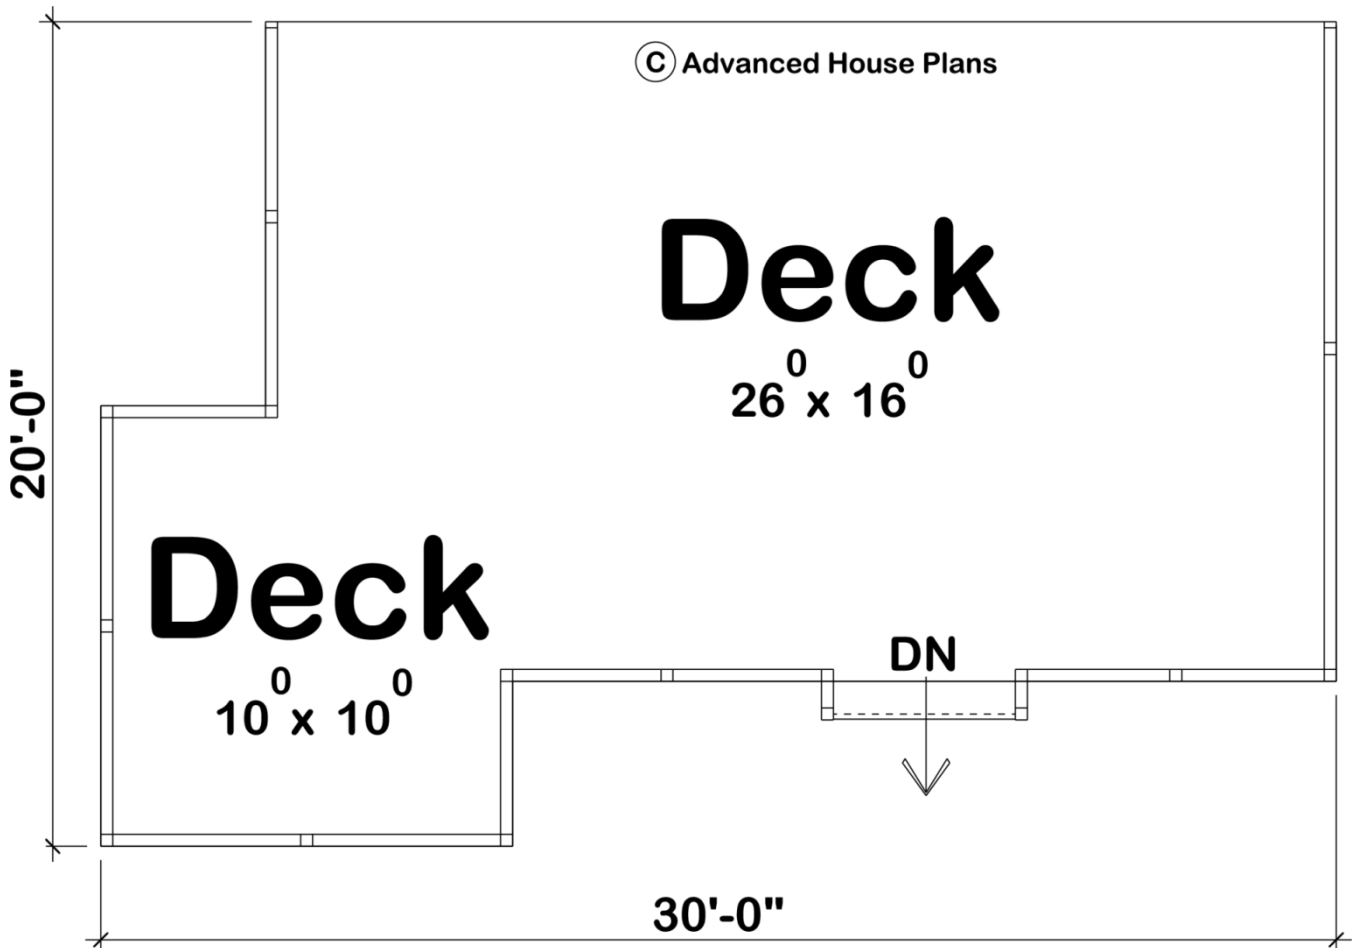 © Advanced House Plans
Deck
26⁰ x 16⁰
20'-0"
Deck
10⁰ x 10⁰
DN
30'-0"